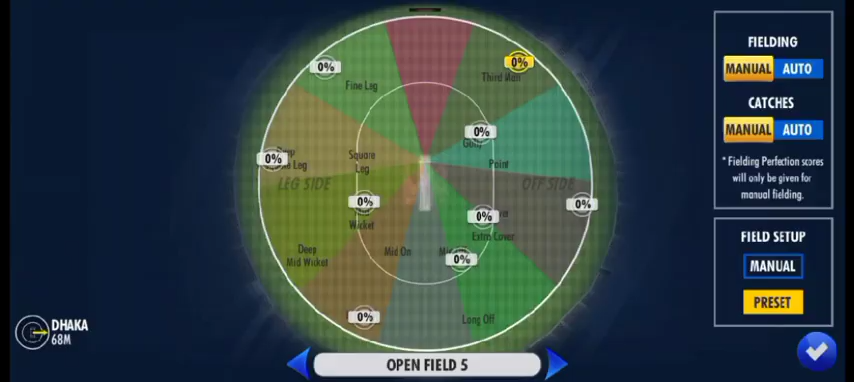 FIELDING
MANUAL AUTO
CATCHES
MANUAL AUTO
* Fielding Perfection scores
will only be given for
manual fielding.
FIELD SETUP
MANUAL
PRESET
0%
0%
Third Man
Fine Leg
0%
Gully
0%
Leg
Square
Leg
Point
LEG SIDE
OFF SIDE
0%
0%
0%
Wicket
Extra Cover
Mid On
0%
Deep
Mid Wicket
0%
Long Off
DHAKA
68M
OPEN FIELD 5